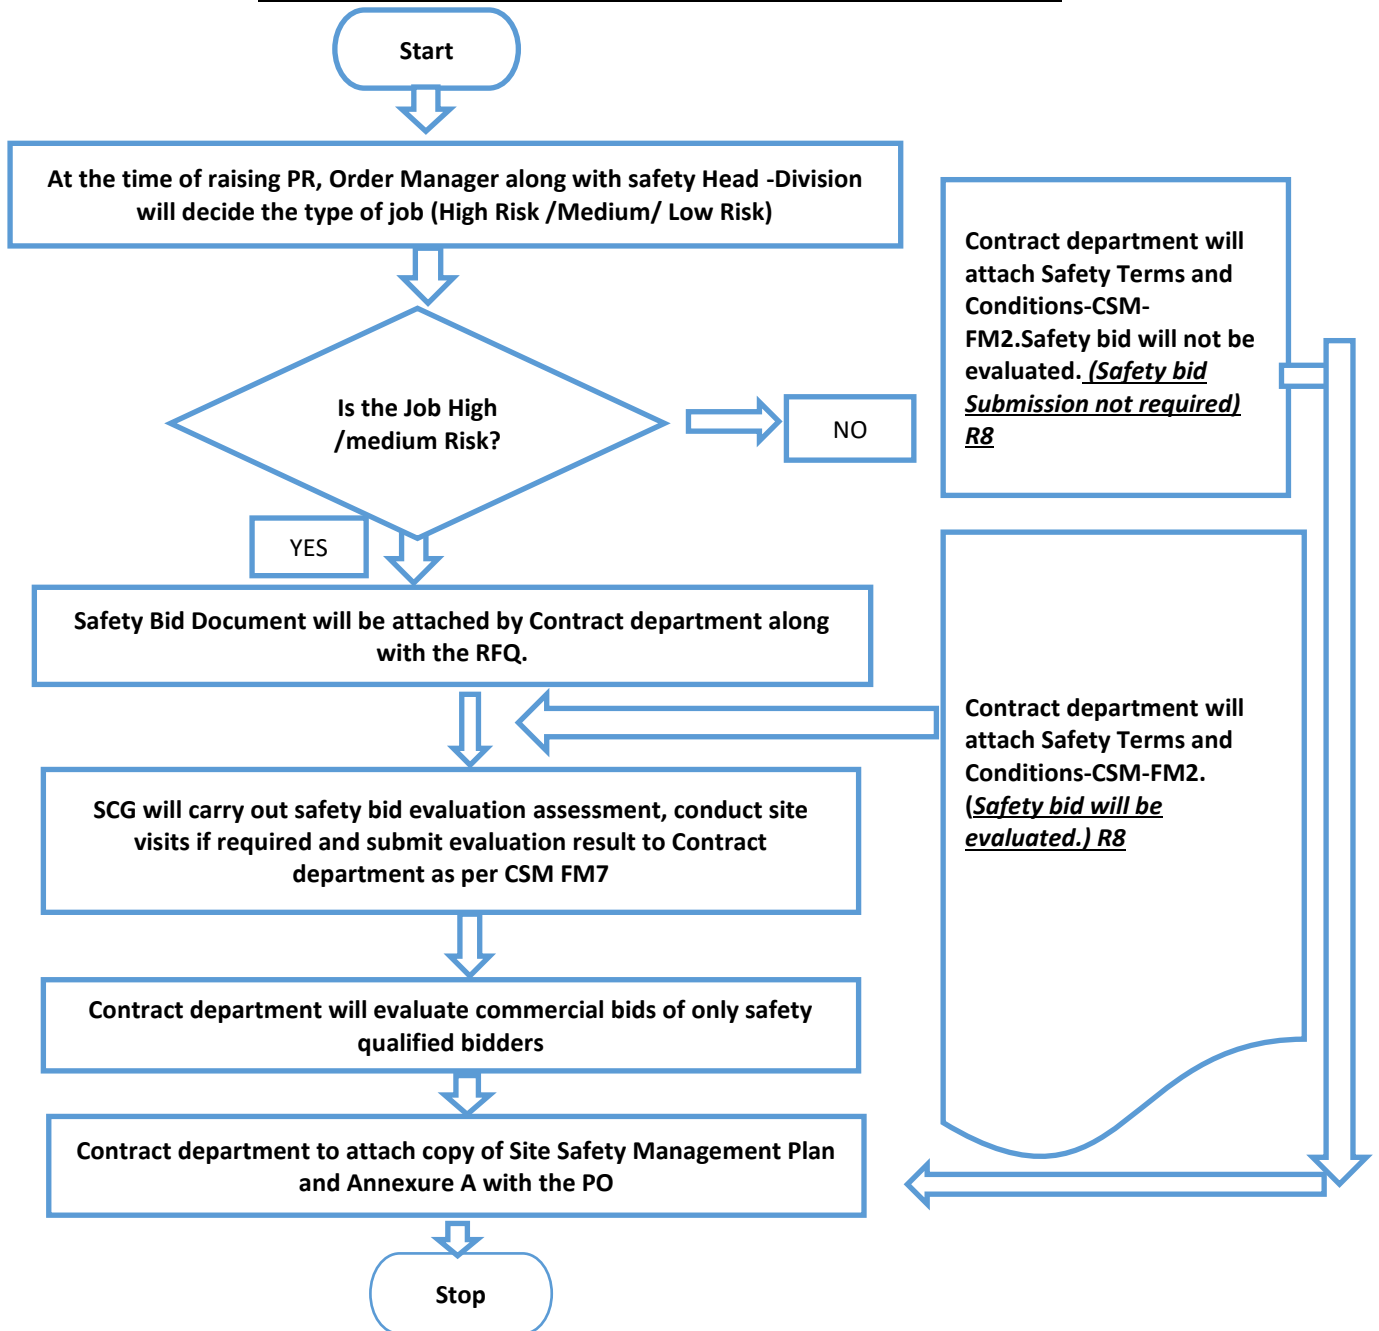 Start
At the time of raising PR, Order Manager along with safety Head -Division
will decide the type of job (High Risk /Medium/ Low Risk)
Is the Job High
/medium Risk?
NO
Contract department will
attach Safety Terms and
Conditions-CSM-
FM2.Safety bid will not be
evaluated. (Safety bid
Submission not required)
R8
YES
Safety Bid Document will be attached by Contract department along
with the RFQ.
Contract department will
attach Safety Terms and
Conditions-CSM-FM2.
(Safety bid will be
evaluated.) R8
SCG will carry out safety bid evaluation assessment, conduct site
visits if required and submit evaluation result to Contract
department as per CSM FM7
Contract department will evaluate commercial bids of only safety
qualified bidders
Contract department to attach copy of Site Safety Management Plan
and Annexure A with the PO
Stop